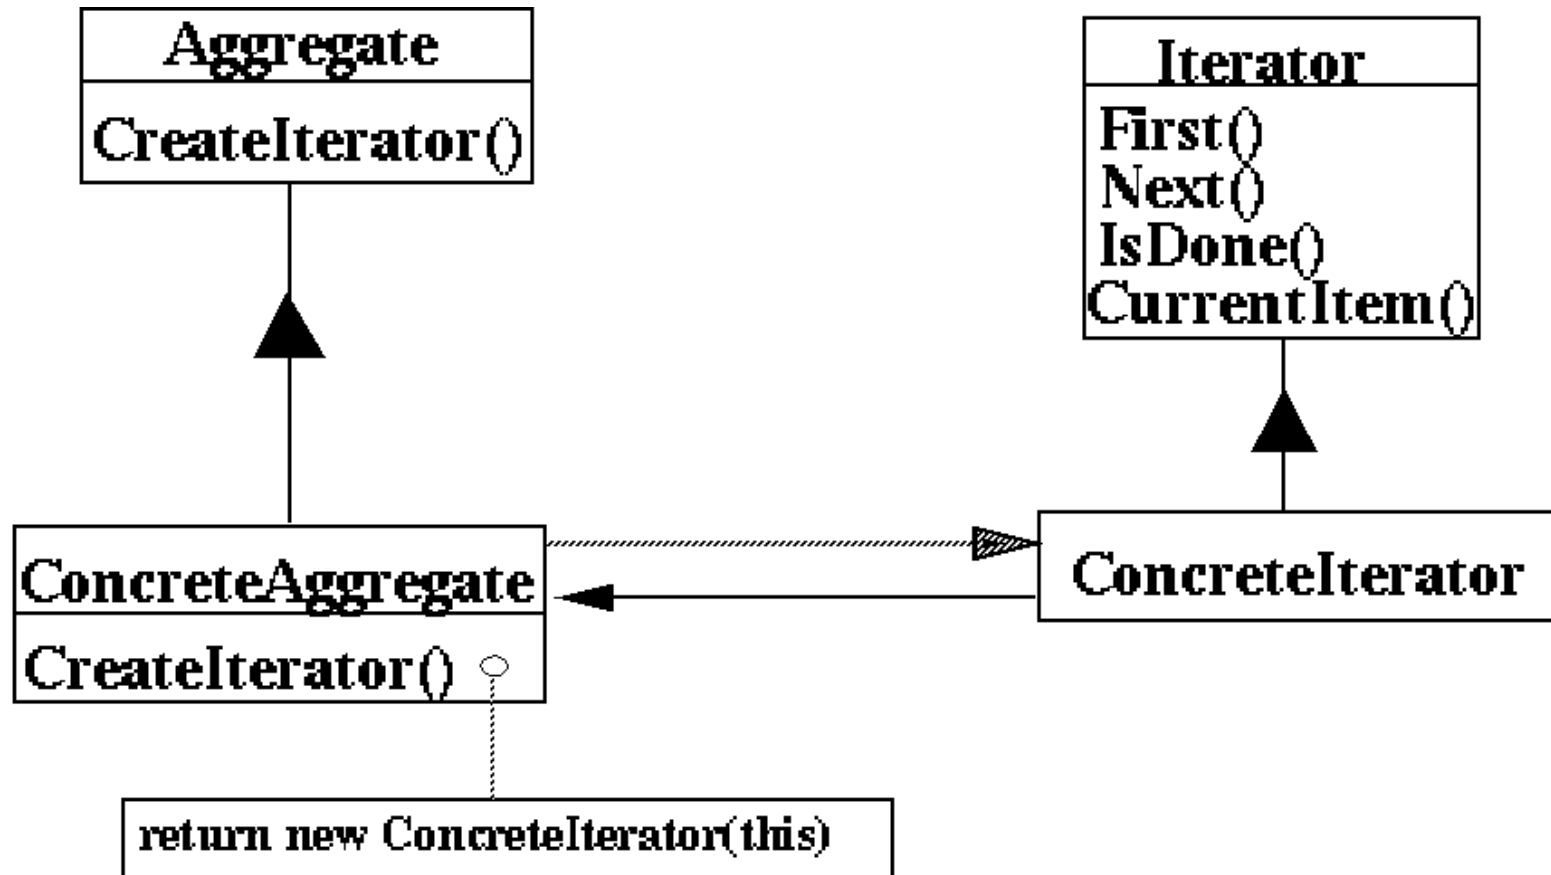 Aggregate
CreateIterator()
Iterator
First()
Next()
IsDone()
CurrentItem()
ConcreteAggregate
CreateIterator()
ConcreteIterator
return new ConcreteIterator(this)